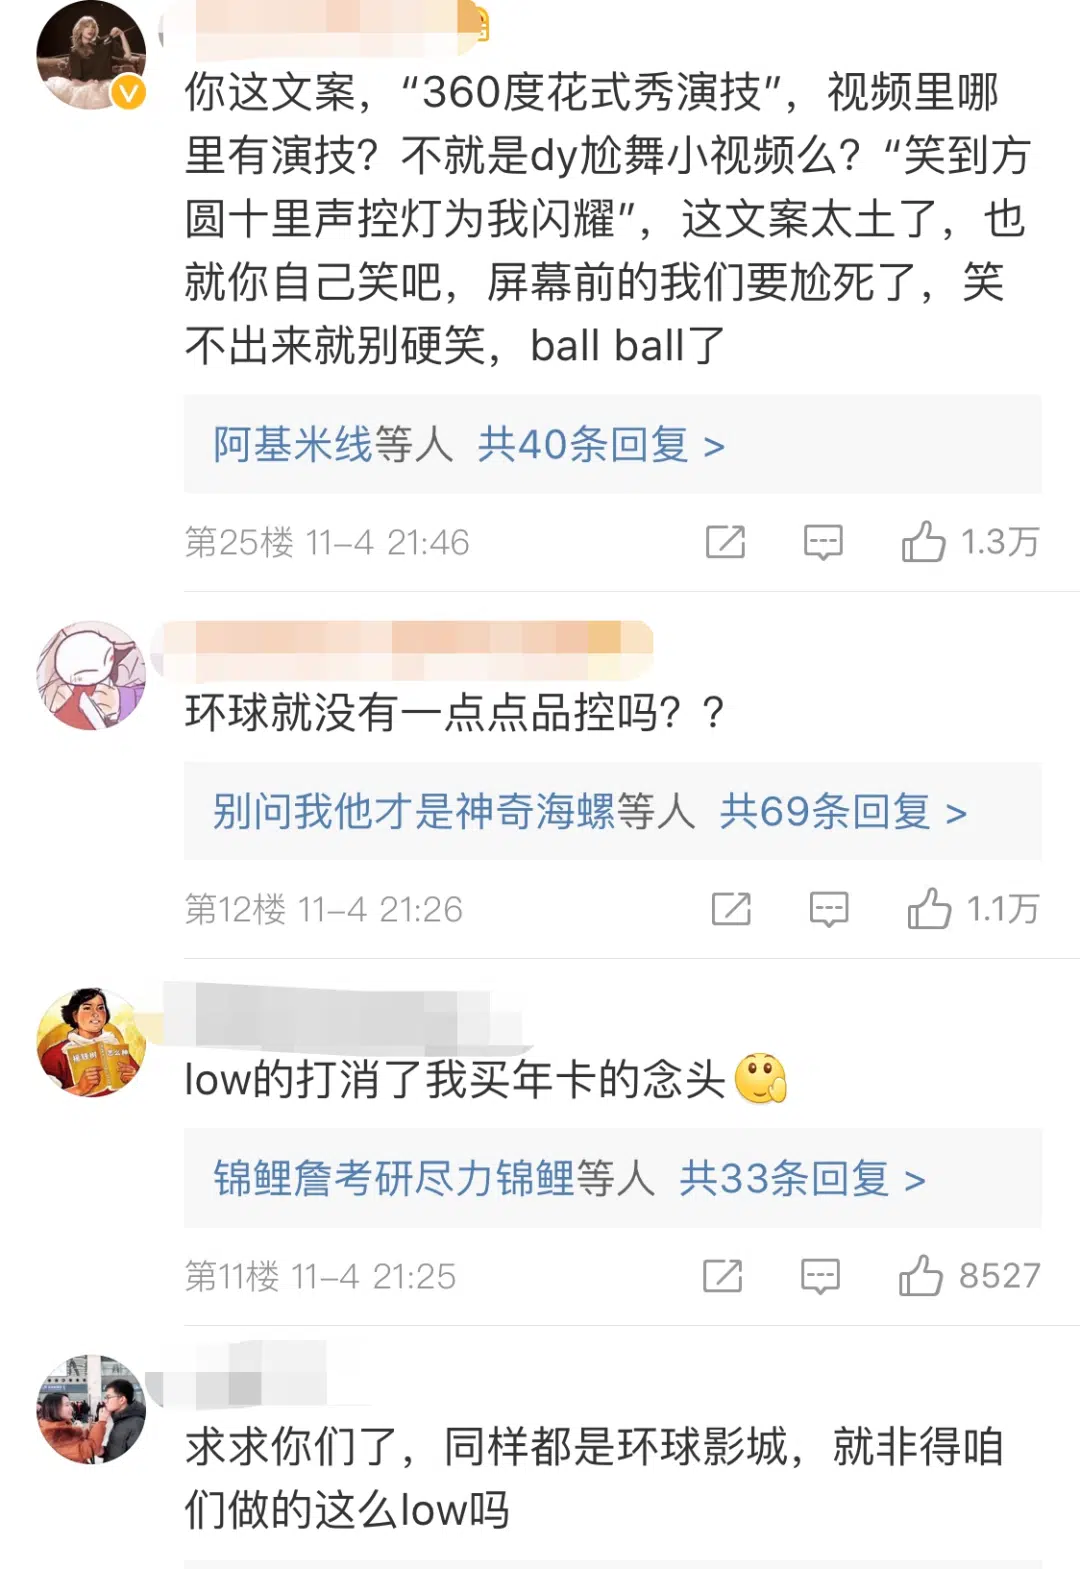 你这文案，“360度花式秀演技”，视频里哪
里有演技？不就是dy尬舞小视频么？“笑到方
圆十里声控灯为我闪耀”，这文案太土了，也
就你自己笑吧，屏幕前的我们要尬死了，笑
不出来就别硬笑，ball ball了
阿基米线等人 共40条回复 >
第25楼 11-4 21:46 1.3万
环球就没有一点点品控吗？？
别问我他才是神奇海螺等人 共69条回复 >
第12楼 11-4 21:26 1.1万
low的打消了我买年卡的念头
锦鲤詹考研尽力锦鲤等人 共33条回复 >
第11楼 11-4 21:25 8527
求求你们了，同样都是环球影城，就非得咱
们做的这么low吗